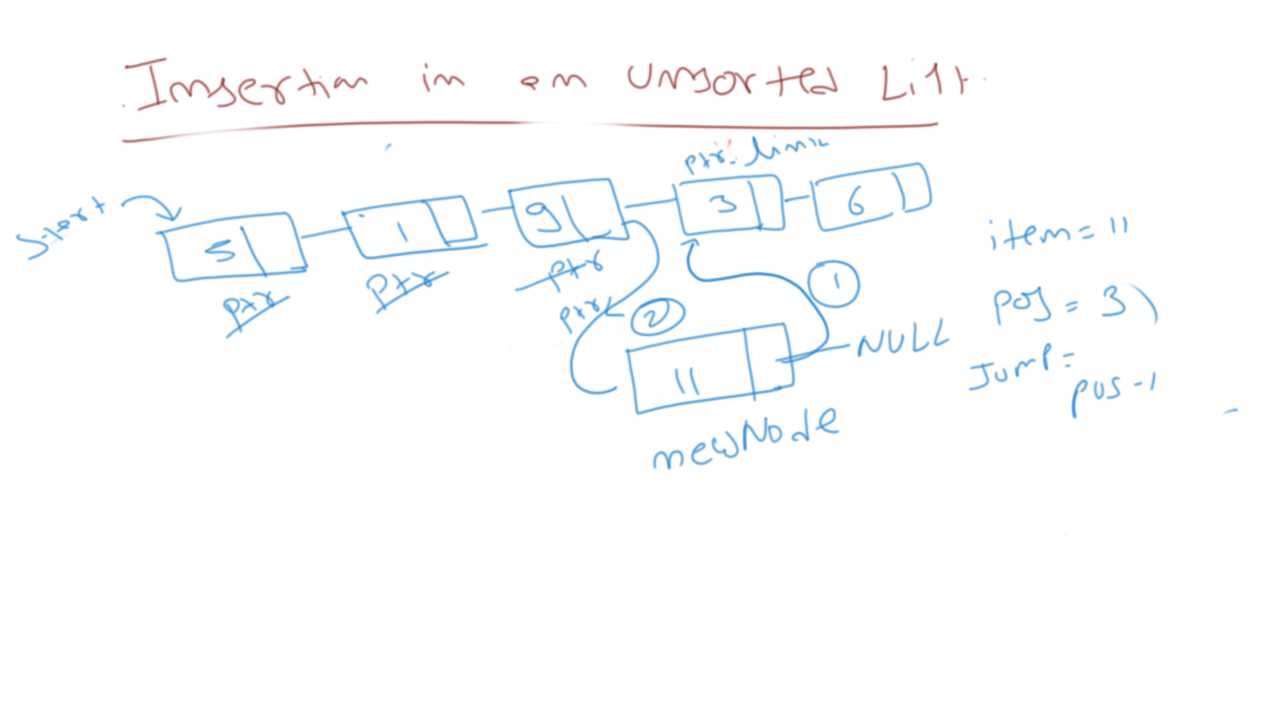 Insertion in an Unsorted List
ptr.link
Start
5 1 9 3 6
ptr ptr ptr
ptr
item = 11
pos = 3
Jump =
pos-1
1
2
11
NULL
newNode